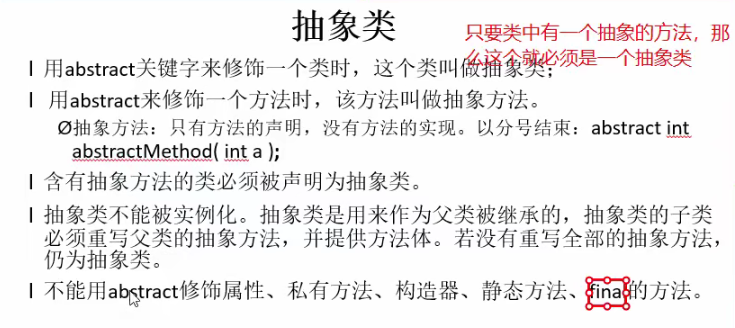 抽象类
只要类中有一个抽象的方法，那
么这个就必须是一个抽象类
l 用abstract关键字来修饰一个类时，这个类叫做抽象类；
l 用abstract来修饰一个方法时，该方法叫做抽象方法。
Ø抽象方法：只有方法的声明，没有方法的实现。以分号结束：abstract int
abstractMethod( int a );
l 含有抽象方法的类必须被声明为抽象类。
l 抽象类不能被实例化。抽象类是用来作为父类被继承的，抽象类的子类
必须重写父类的抽象方法，并提供方法体。若没有重写全部的抽象方法，
仍为抽象类。
l 不能用abstract修饰属性、私有方法、构造器、静态方法、final的方法。